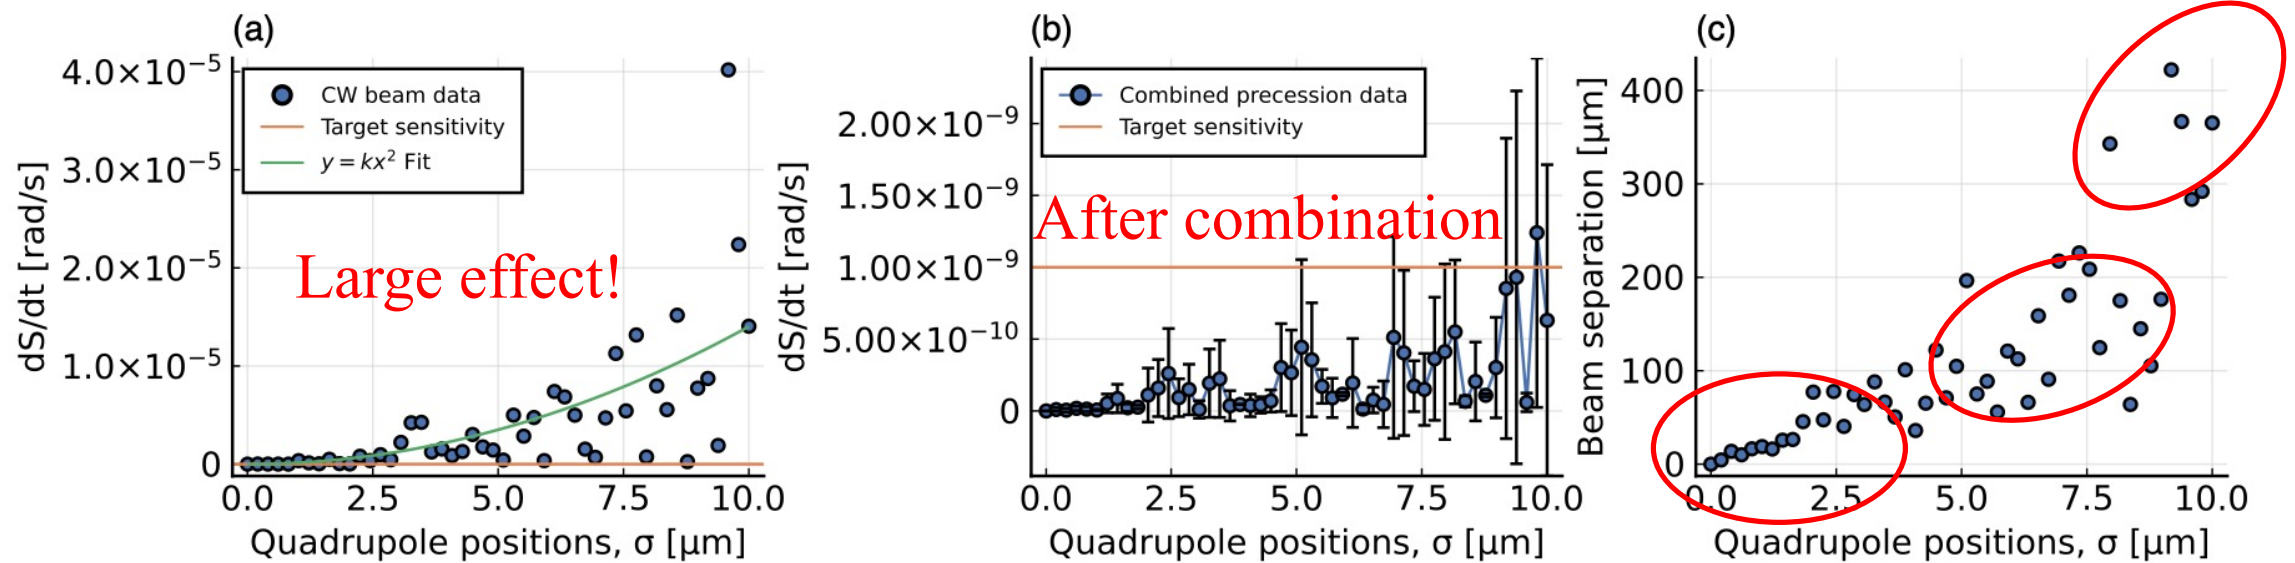 (a)
4.0×10⁻⁵
3.0×10⁻⁵
2.0×10⁻⁵
1.0×10⁻⁵
0
dS/dt [rad/s]
CW beam data
Target sensitivity
y = kx² Fit
Large effect!
0.0 2.5 5.0 7.5 10.0
Quadrupole positions, σ [μm]
(b)
2.00×10⁻⁹
1.50×10⁻⁹
1.00×10⁻⁹
5.00×10⁻¹⁰
0
dS/dt [rad/s]
Combined precession data
Target sensitivity
After combination
0.0 2.5 5.0 7.5 10.0
Quadrupole positions, σ [μm]
(c)
400
300
200
100
0
Beam separation [μm]
0.0 2.5 5.0 7.5 10.0
Quadrupole positions, σ [μm]